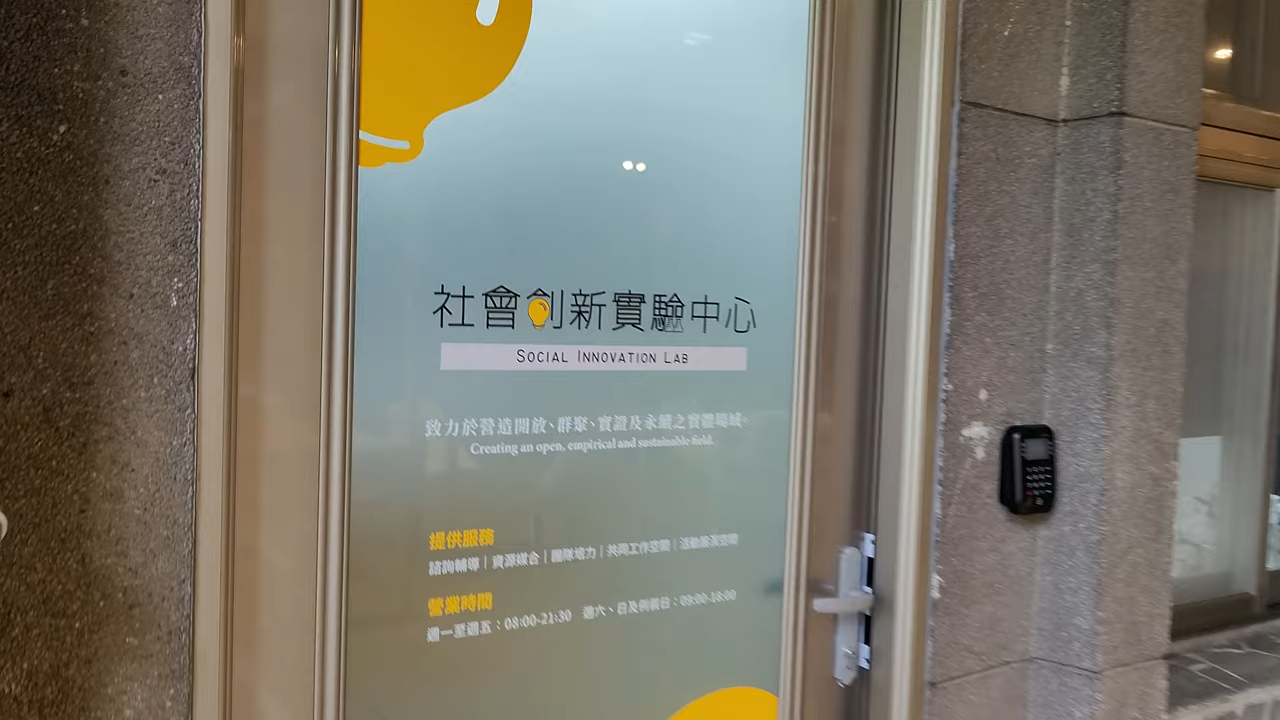 社會創新實驗中心
SOCIAL INNOVATION LAB
致力於營造開放、群聚、實證及永續之實體場域。
Creating an open, empirical and sustainable field.
提供服務
諮詢輔導｜資源媒合｜團隊培力｜共同工作空間｜活動展演空間
營業時間
週一至週五：08:00-21:30 週六、日及例假日：09:00-18:00